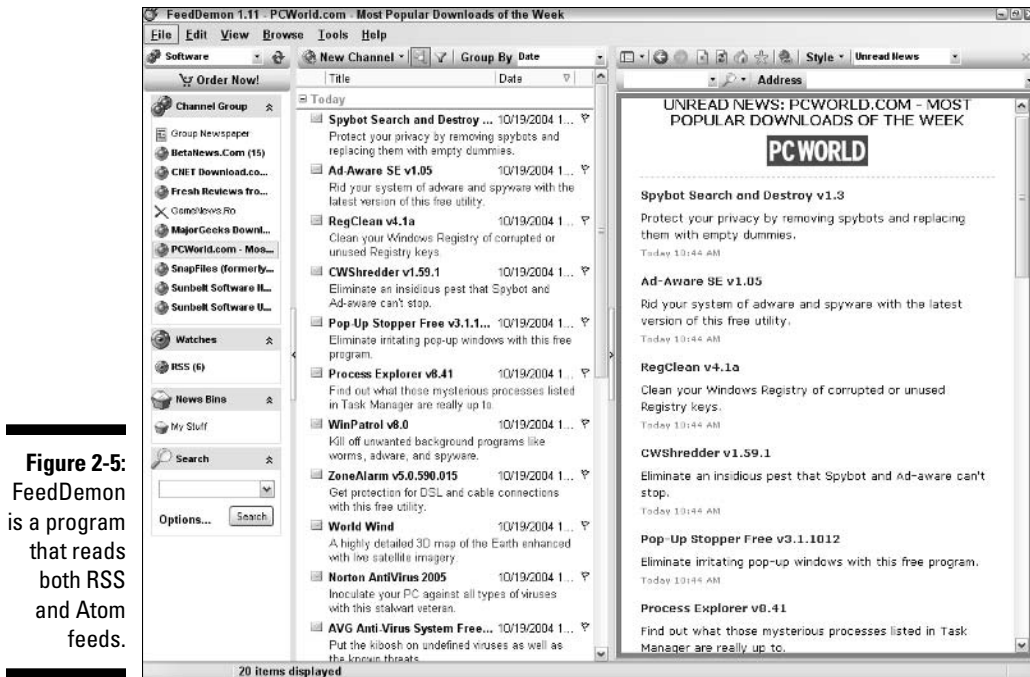 FeedDemon 1.11 - PCWorld.com - Most Popular Downloads of the Week
File Edit View Browse Tools Help
Software
New Channel
Group By Date
Style
Unread News
Order Now!
Address
Channel Group
Group Newspaper
BetaNews.Com (15)
CNET Download.co...
Fresh Reviews fro...
GameNews.Ro
MajorGeeks Downl...
PCWorld.com - Mos...
SnapFiles (formerly...
Sunbelt Software N...
Sunbelt Software U...
Watches
RSS (6)
News Bins
My Stuff
Search
Options...
Search
Title Date
Today
Spybot Search and Destroy ... 10/19/2004 1...
Protect your privacy by removing spybots and
replacing them with empty dummies.
Ad-Aware SE v1.05 10/19/2004 1...
Rid your system of adware and spyware with the
latest version of this free utility.
RegClean v4.1a 10/19/2004 1...
Clean your Windows Registry of corrupted or
unused Registry keys.
CWShredder v1.59.1 10/19/2004 1...
Eliminate an insidious pest that Spybot and
Ad-aware can't stop.
Pop-Up Stopper Free v3.1.1... 10/19/2004 1...
Eliminate irritating pop-up windows with this free
program.
Process Explorer v8.41 10/19/2004 1...
Find out what those mysterious processes listed
in Task Manager are really up to.
WinPatrol v8.0 10/19/2004 1...
Kill off unwanted background programs like
worms, adware, and spyware.
ZoneAlarm v5.0.590.015 10/19/2004 1...
Get protection for DSL and cable connections
with this free utility.
World Wind 10/19/2004 1...
A highly detailed 3D map of the Earth enhanced
with live satellite imagery.
Norton AntiVirus 2005 10/19/2004 1...
Inoculate your PC against all types of viruses
with this stalwart veteran.
AVG Anti-Virus System Free... 10/19/2004 1...
Put the kibosh on undefined viruses as well as
the known threats.
UNREAD NEWS: PCWORLD.COM - MOST
POPULAR DOWNLOADS OF THE WEEK
PC WORLD
Spybot Search and Destroy v1.3
Protect your privacy by removing spybots and replacing
them with empty dummies.
Today 10:44 AM
Ad-Aware SE v1.05
Rid your system of adware and spyware with the latest
version of this free utility.
Today 10:44 AM
RegClean v4.1a
Clean your Windows Registry of corrupted or unused
Registry keys.
Today 10:44 AM
CWShredder v1.59.1
Eliminate an insidious pest that Spybot and Ad-aware can't
stop.
Today 10:44 AM
Pop-Up Stopper Free v3.1.1012
Eliminate irritating pop-up windows with this free program.
Today 10:44 AM
Process Explorer v8.41
Find out what those mysterious processes listed in Task
Manager are really up to.
20 items displayed
Figure 2-5:
FeedDemon
is a program
that reads
both RSS
and Atom
feeds.